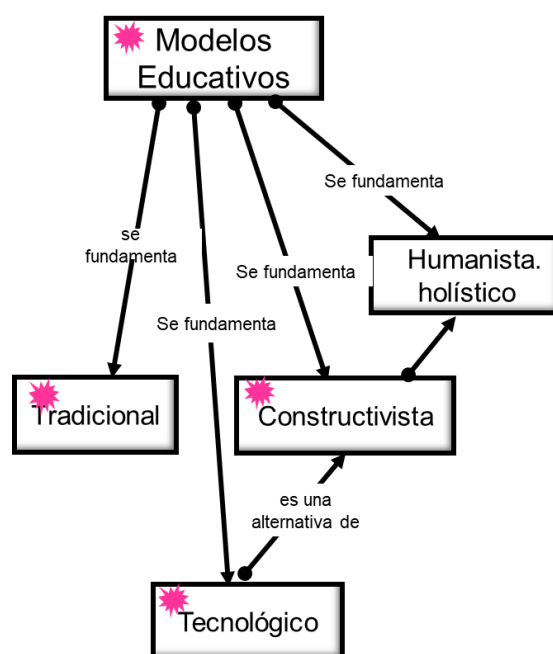 Modelos
Educativos
Se fundamenta
se
fundamenta
Humanista.
holístico
Se fundamenta
Se fundamenta
Tradicional
Constructivista
es una
alternativa de
Tecnológico